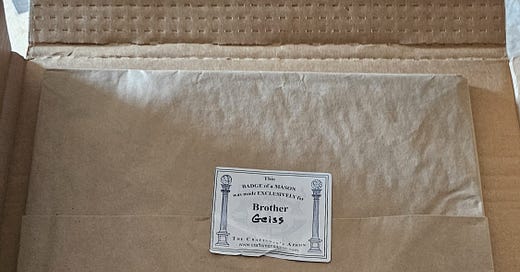 This
BADGE of a MASON
was made EXCLUSIVELY for
Brother
Geiss
THE CRAFTSMAN'S APRON